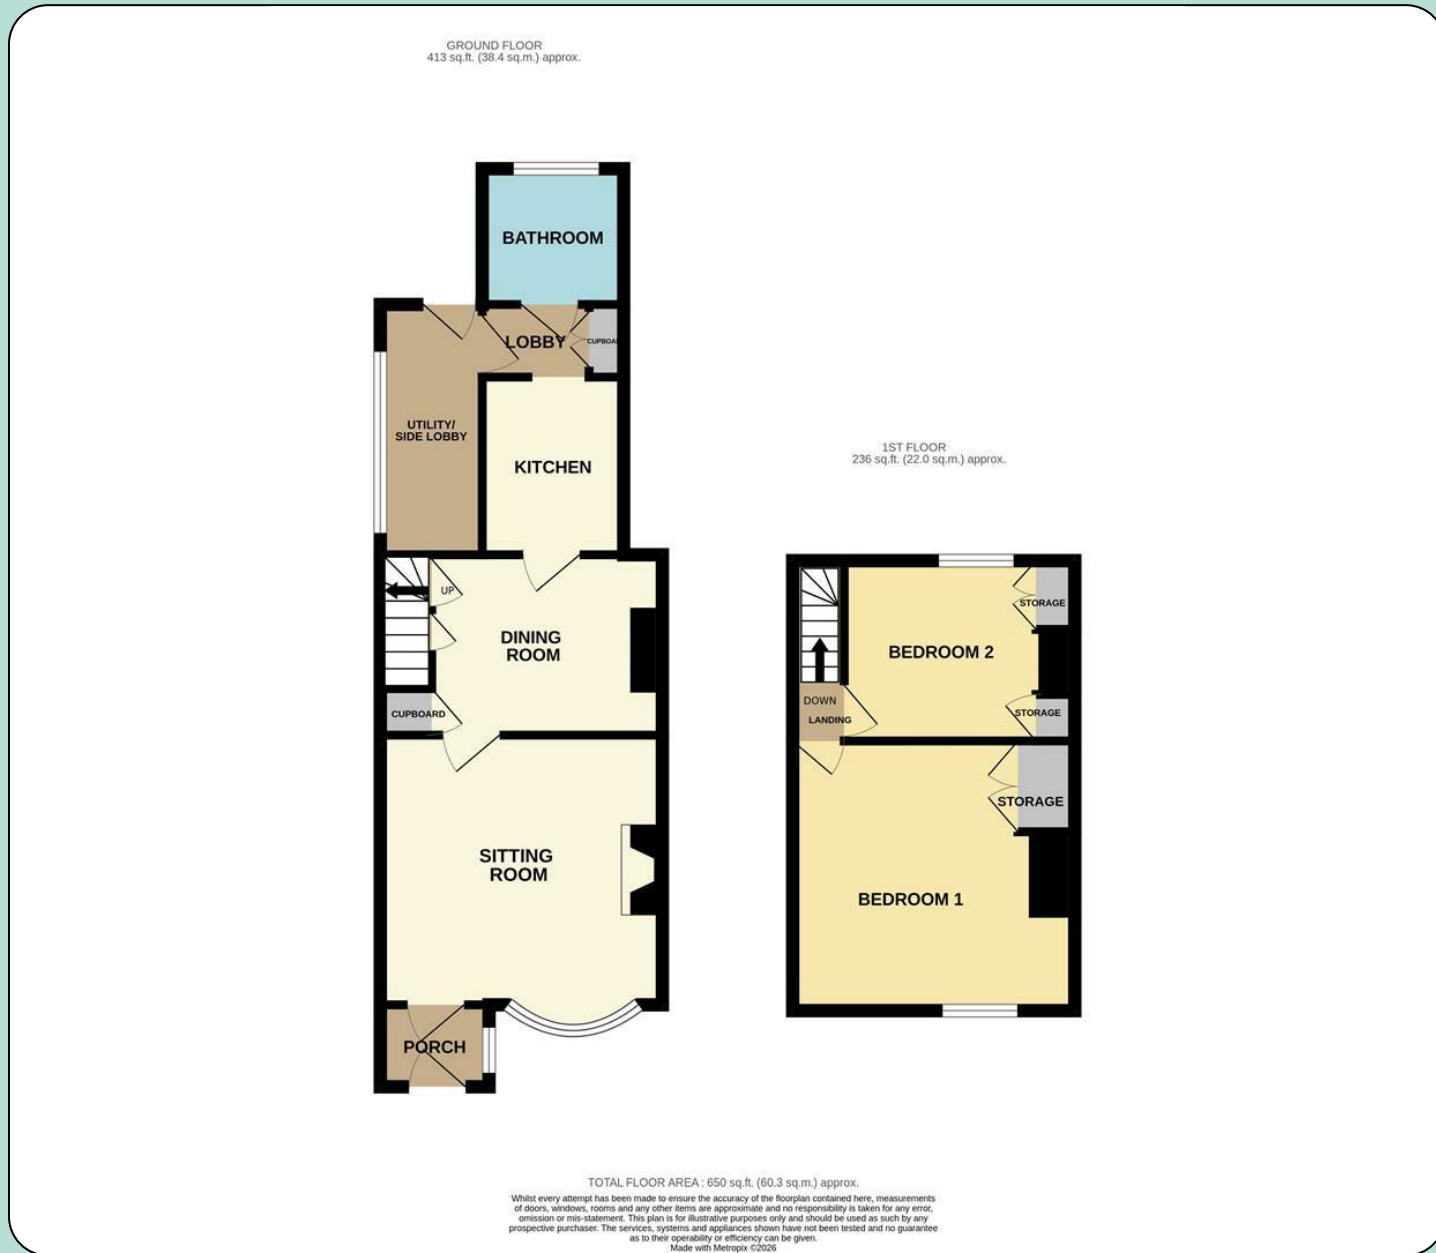 GROUND FLOOR
413 sq.ft. (38.4 sq.m.) approx.
BATHROOM
LOBBY
CUPBOA
UTILITY/
SIDE LOBBY
KITCHEN
UP
DINING
ROOM
CUPBOARD
SITTING
ROOM
PORCH
1ST FLOOR
236 sq.ft. (22.0 sq.m.) approx.
STORAGE
BEDROOM 2
DOWN
LANDING
STORAGE
STORAGE
BEDROOM 1
TOTAL FLOOR AREA : 650 sq.ft. (60.3 sq.m.) approx.
Whilst every attempt has been made to ensure the accuracy of the floorplan contained here, measurements
of doors, windows, rooms and any other items are approximate and no responsibility is taken for any error,
omission or mis-statement. This plan is for illustrative purposes only and should be used as such by any
prospective purchaser. The services, systems and appliances shown have not been tested and no guarantee
as to their operability or efficiency can be given.
Made with Metropix ©2026